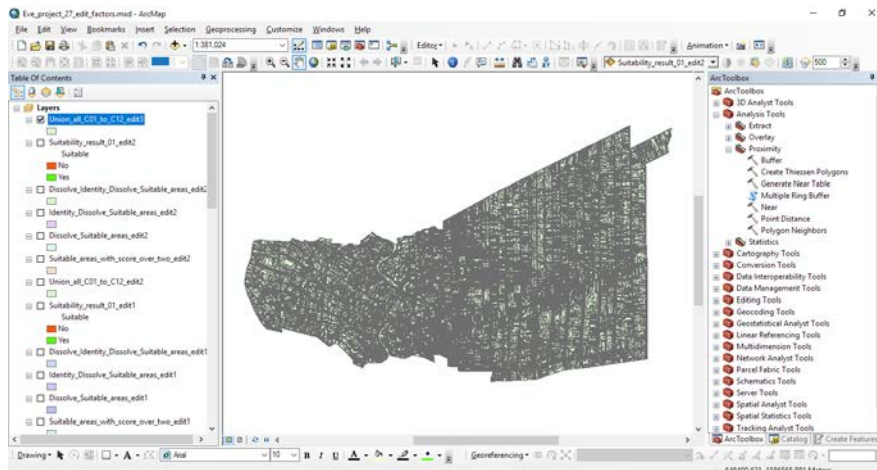 Eve_project_27_edit_factors.mxd - ArcMap
File Edit View Bookmarks Insert Selection Geoprocessing Customize Windows Help
1:381,024
Editor
Animation
Suitability_result_01_edit2
500
Table Of Contents
Layers
Union_all_C01_to_C12_edit3
Suitability_result_01_edit2
Suitable
No
Yes
Dissolve_Identity_Dissolve_Suitable_areas_edit2
Identity_Dissolve_Suitable_areas_edit2
Dissolve_Suitable_areas_edit2
Suitable_areas_with_score_over_two_edit2
Union_all_C01_to_C12_edit2
Suitability_result_01_edit1
Suitable
No
Yes
Dissolve_Identity_Dissolve_Suitable_areas_edit1
Identity_Dissolve_Suitable_areas_edit1
Dissolve_Suitable_areas_edit1
Suitable_areas_with_score_over_two_edit1
ArcToolbox
ArcToolbox
3D Analyst Tools
Analysis Tools
Extract
Overlay
Proximity
Buffer
Create Thiessen Polygons
Generate Near Table
Multiple Ring Buffer
Near
Point Distance
Polygon Neighbors
Statistics
Cartography Tools
Conversion Tools
Data Interoperability Tools
Data Management Tools
Editing Tools
Geocoding Tools
Geostatistical Analyst Tools
Linear Referencing Tools
Multidimension Tools
Network Analyst Tools
Parcel Fabric Tools
Schematics Tools
Server Tools
Spatial Analyst Tools
Spatial Statistics Tools
Tracking Analyst Tools
ArcToolbox Catalog Create Features
Drawing
Arial
10
B I U A
Georeferencing